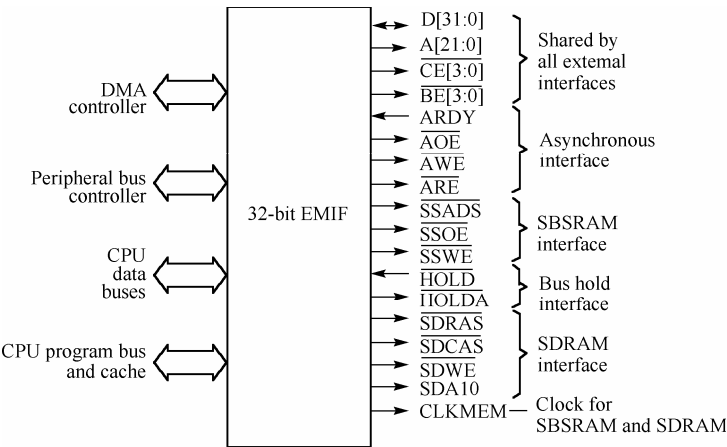 DMA
controller
Peripheral bus
controller
CPU
data
buses
CPU program bus
and cache
32-bit EMIF
D[31:0]
A[21:0]
CE[3:0]
BE[3:0]
ARDY
AOE
AWE
ARE
SSADS
SSOE
SSWE
HOLD
HOLDA
SDRAS
SDCAS
SDWE
SDA10
CLKMEM
Shared by
all external
interfaces
Asynchronous
interface
SBSRAM
interface
Bus hold
interface
SDRAM
interface
Clock for
SBSRAM and SDRAM